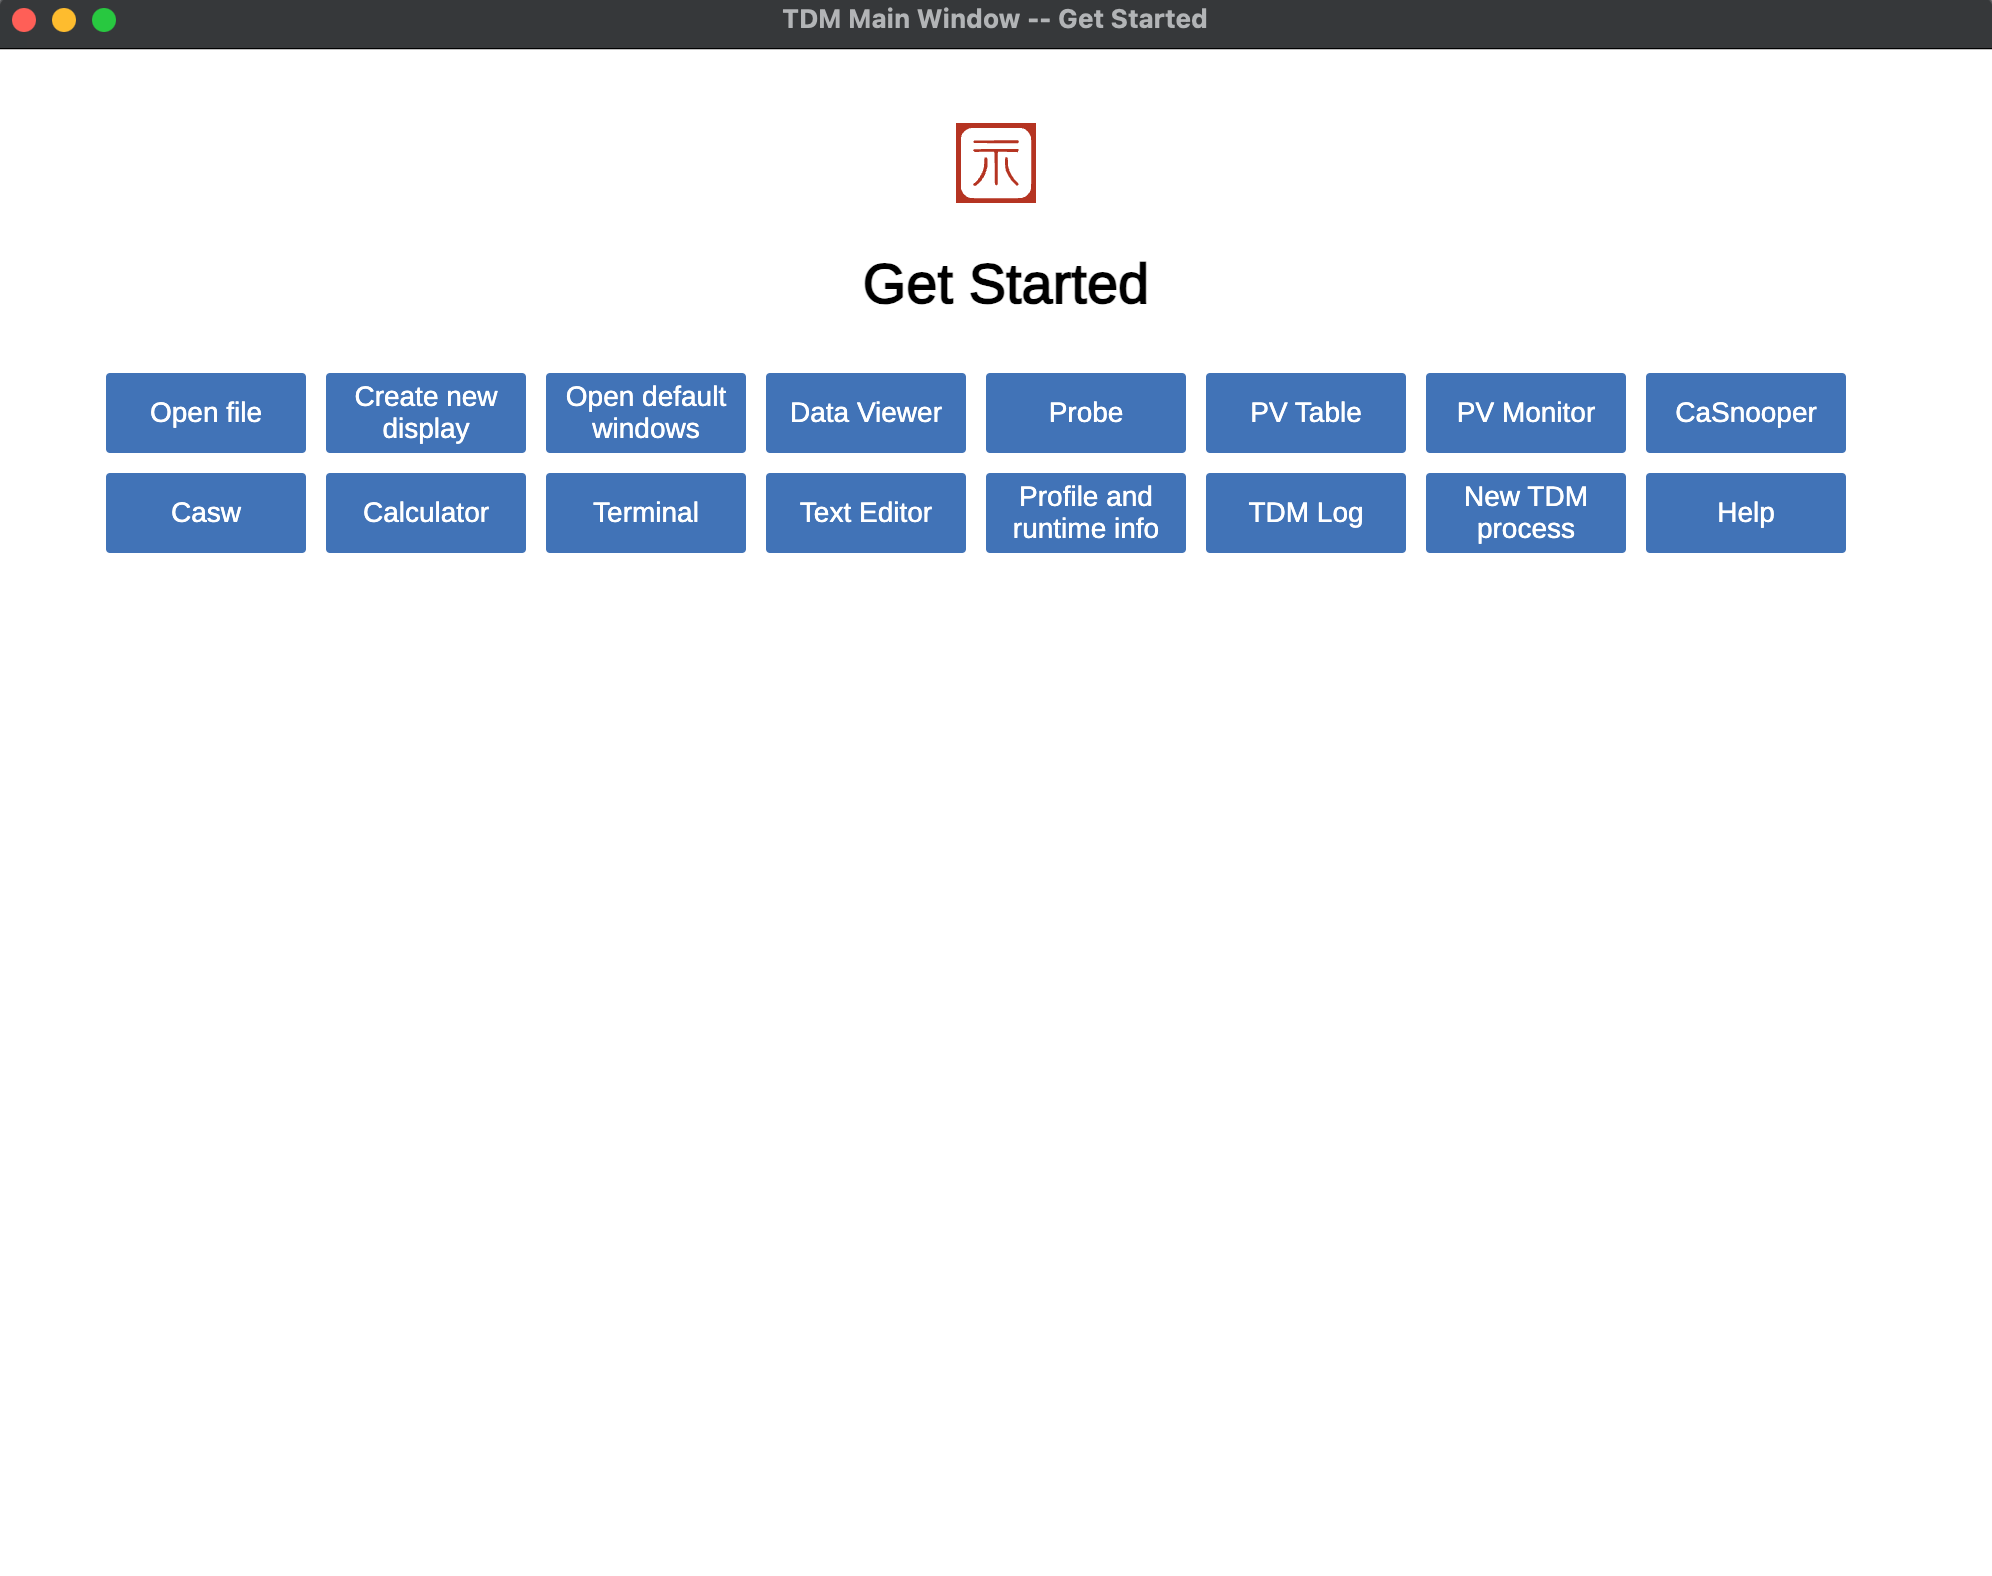 TDM Main Window -- Get Started
示
Get Started
Open file
Create new
display
Open default
windows
Data Viewer
Probe
PV Table
PV Monitor
CaSnooper
Casw
Calculator
Terminal
Text Editor
Profile and
runtime info
TDM Log
New TDM
process
Help